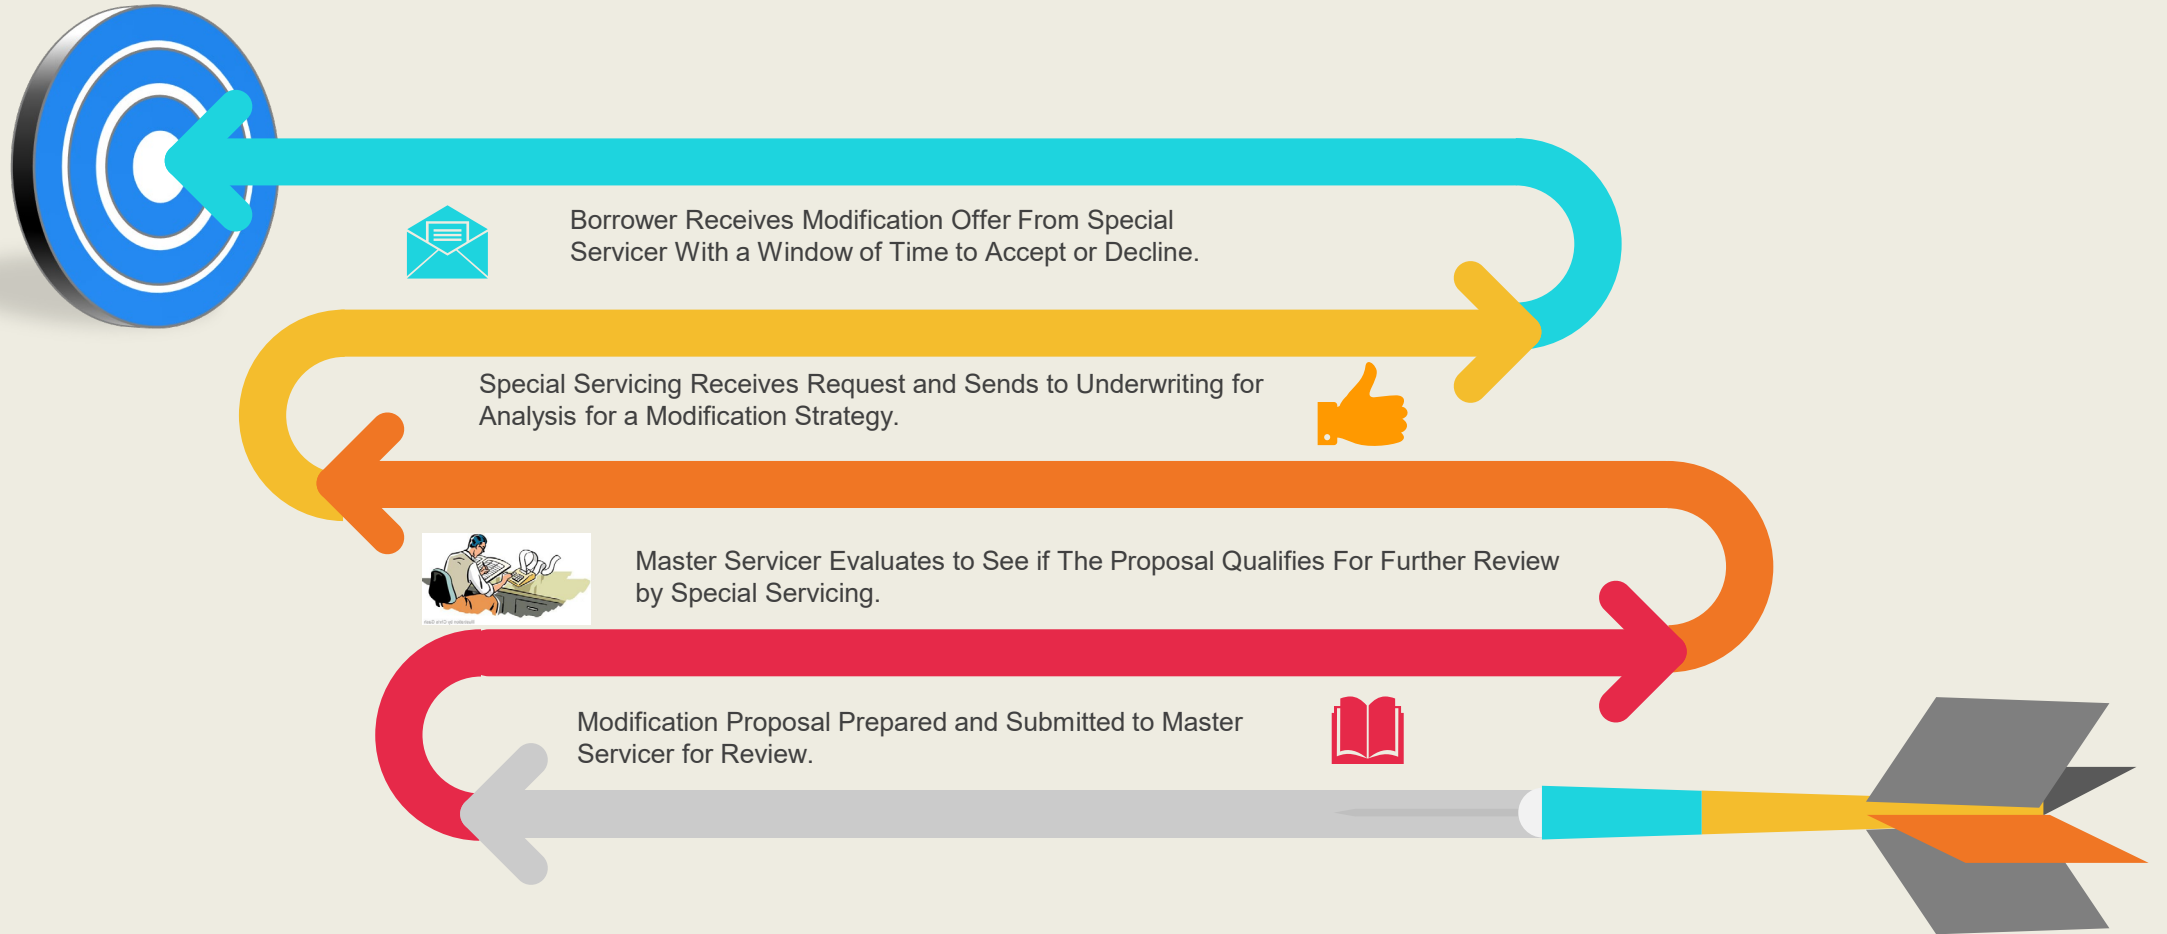 Borrower Receives Modification Offer From Special
Servicer With a Window of Time to Accept or Decline.
Special Servicing Receives Request and Sends to Underwriting for
Analysis for a Modification Strategy.
Master Servicer Evaluates to See if The Proposal Qualifies For Further Review
by Special Servicing.
Modification Proposal Prepared and Submitted to Master
Servicer for Review.